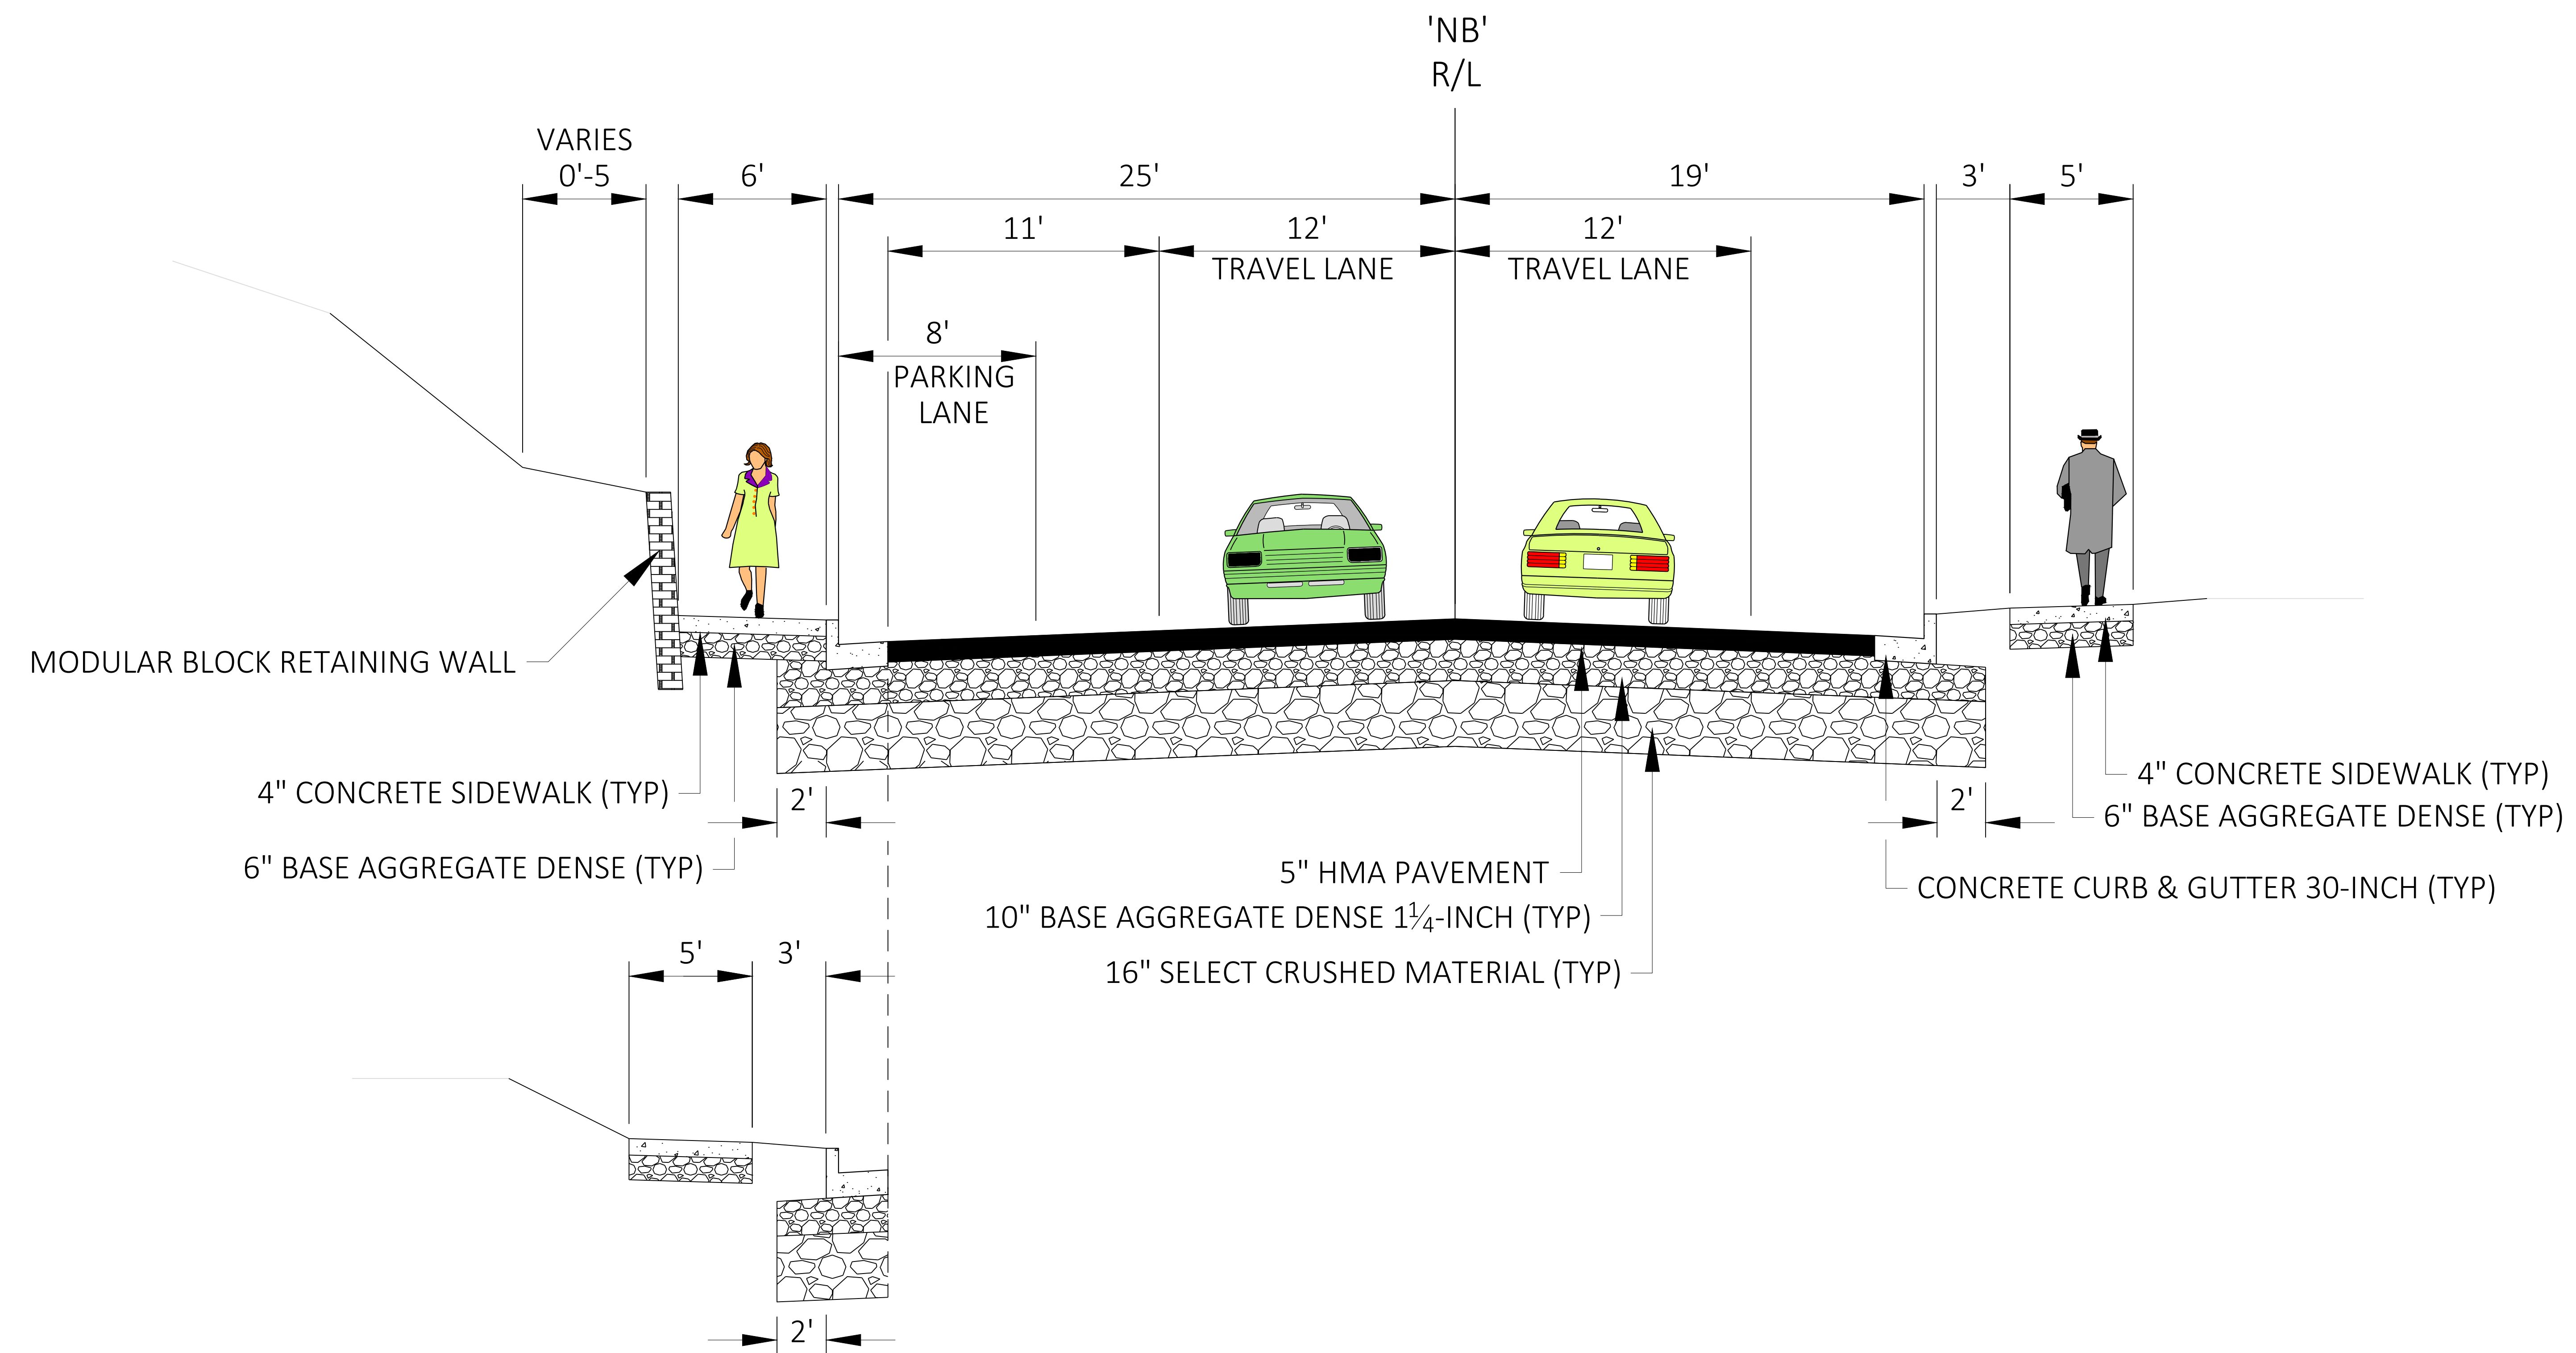 'NB'
R/L
VARIES
0'-5
6'
25'
19'
3'
5'
11'
12'
12'
TRAVEL LANE
TRAVEL LANE
8'
PARKING
LANE
MODULAR BLOCK RETAINING WALL
4" CONCRETE SIDEWALK (TYP)
2'
2'
4" CONCRETE SIDEWALK (TYP)
6" BASE AGGREGATE DENSE (TYP)
6" BASE AGGREGATE DENSE (TYP)
5" HMA PAVEMENT
CONCRETE CURB & GUTTER 30-INCH (TYP)
10" BASE AGGREGATE DENSE 1¼-INCH (TYP)
16" SELECT CRUSHED MATERIAL (TYP)
5'
3'
2'